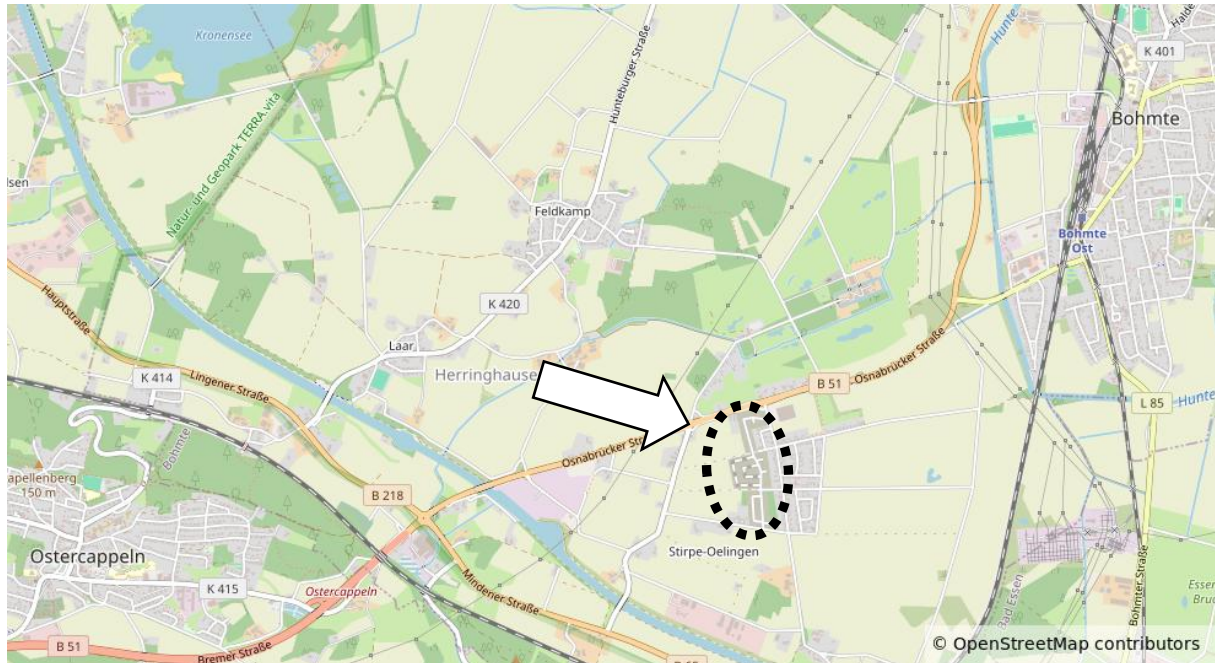 Kronensee
K 401
Halde
Hunte
Bohmte
Hunteburger Straße
Natur- und Geopark TERRA.vita
lsen
Feldkamp
Bohmte
Ost
K 420
Hauptstraße
Laar
Herringhause
K 414
Lingener Straße
B 51
Osnabrücker Straße
L 85
Hunte
Bohmte
Osnabrücker Str
apellenberg
150 m
B 218
Ostercappeln
Stirpe-Oelingen
K 415
Ostercappeln
Mindener Straße
Bad Essen
Bohmter Straße
Essen
Bru
B 51
Bremer Straße
© OpenStreetMap contributors